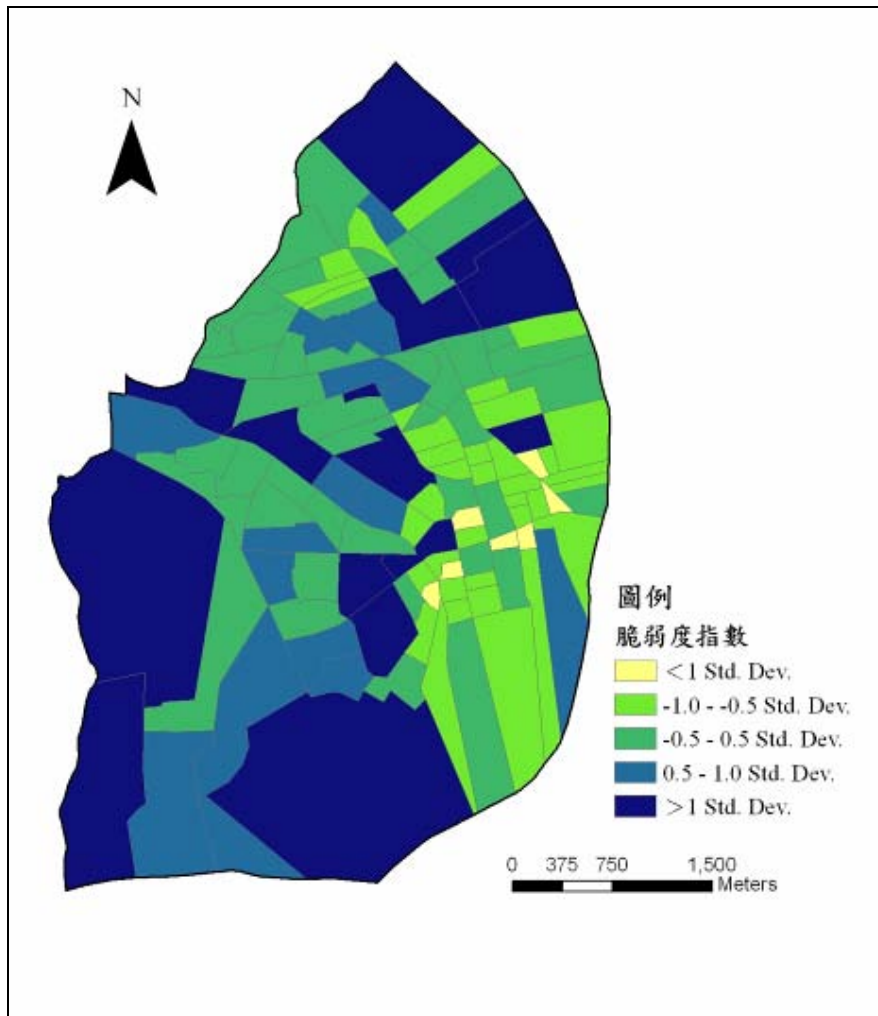 N
圖例
脆弱度指數
＜1 Std. Dev.
-1.0 - -0.5 Std. Dev.
-0.5 - 0.5 Std. Dev.
0.5 - 1.0 Std. Dev.
＞1 Std. Dev.
0 375 750 1,500
Meters